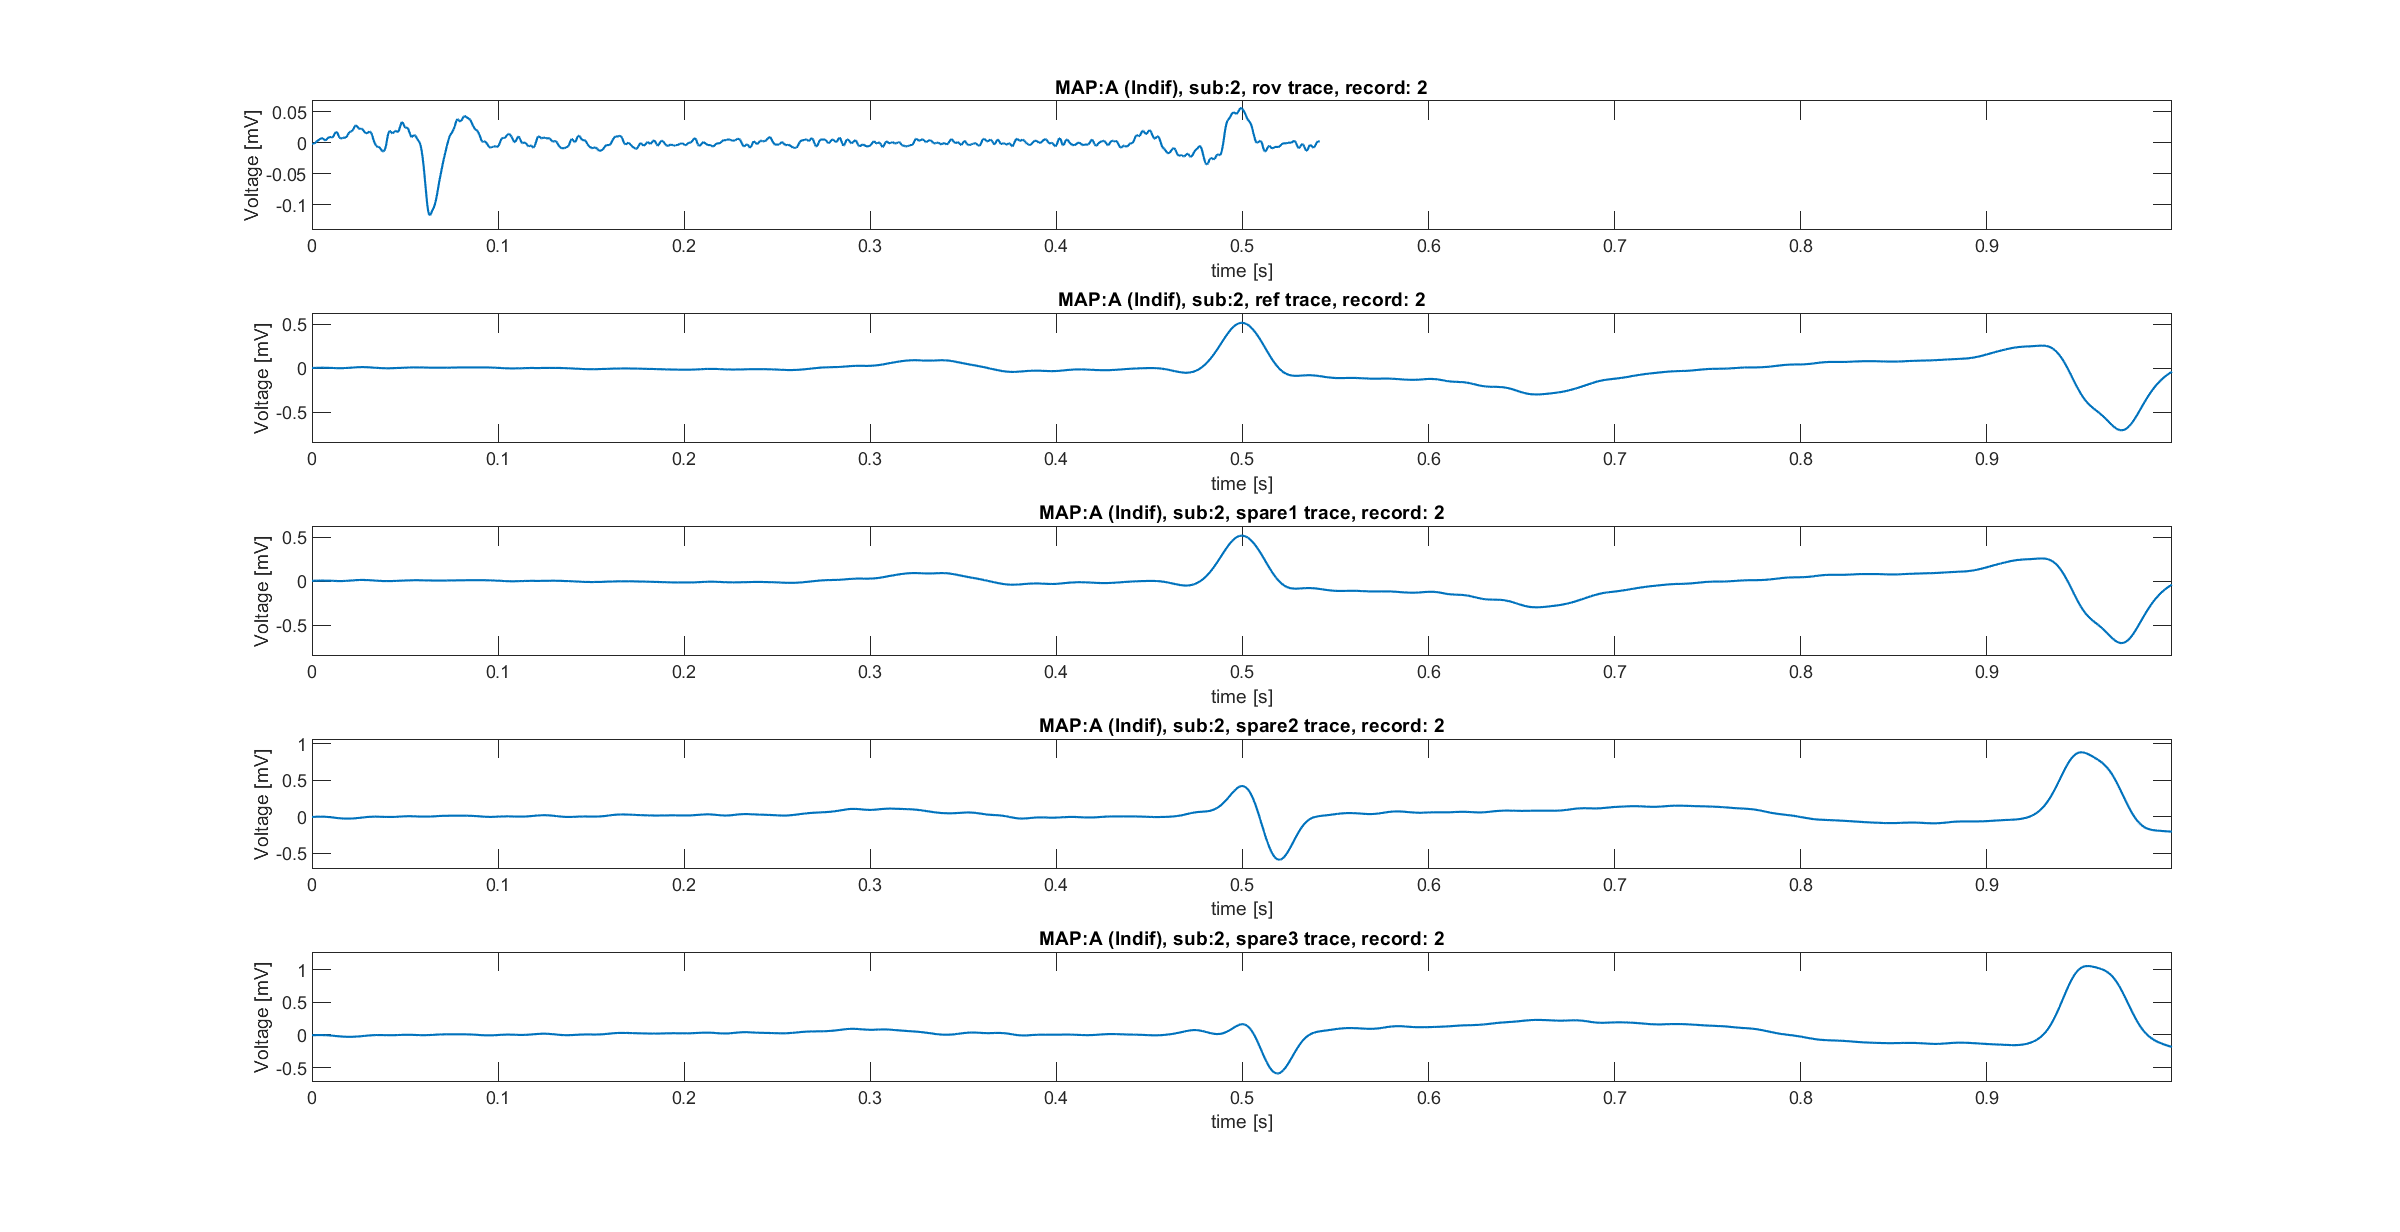 MAP:A (Indif), sub:2, rov trace, record: 2
Voltage [mV]
0.05
0
-0.05
-0.1
0 0.1 0.2 0.3 0.4 0.5 0.6 0.7 0.8 0.9
time [s]
MAP:A (Indif), sub:2, ref trace, record: 2
Voltage [mV]
0.5
0
-0.5
0 0.1 0.2 0.3 0.4 0.5 0.6 0.7 0.8 0.9
time [s]
MAP:A (Indif), sub:2, spare1 trace, record: 2
Voltage [mV]
0.5
0
-0.5
0 0.1 0.2 0.3 0.4 0.5 0.6 0.7 0.8 0.9
time [s]
MAP:A (Indif), sub:2, spare2 trace, record: 2
Voltage [mV]
1
0.5
0
-0.5
0 0.1 0.2 0.3 0.4 0.5 0.6 0.7 0.8 0.9
time [s]
MAP:A (Indif), sub:2, spare3 trace, record: 2
Voltage [mV]
1
0.5
0
-0.5
0 0.1 0.2 0.3 0.4 0.5 0.6 0.7 0.8 0.9
time [s]